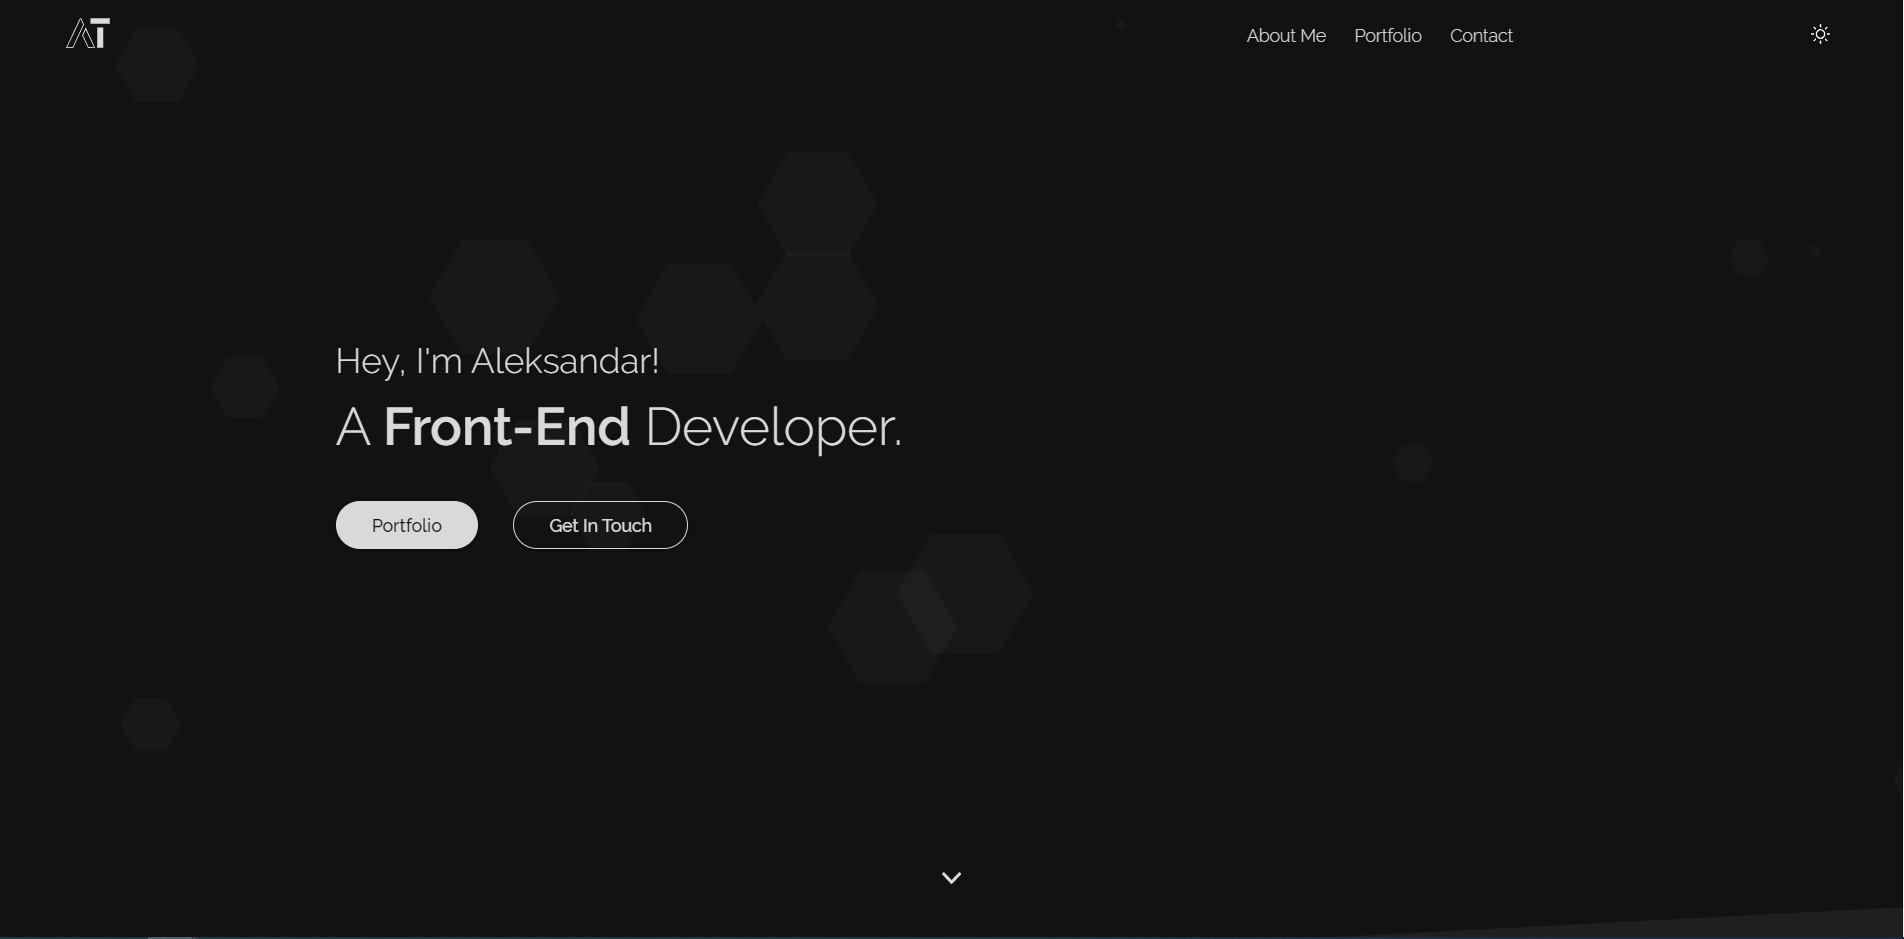 AT
About Me Portfolio Contact
Hey, I'm Aleksandar!
A Front-End Developer.
Portfolio Get In Touch